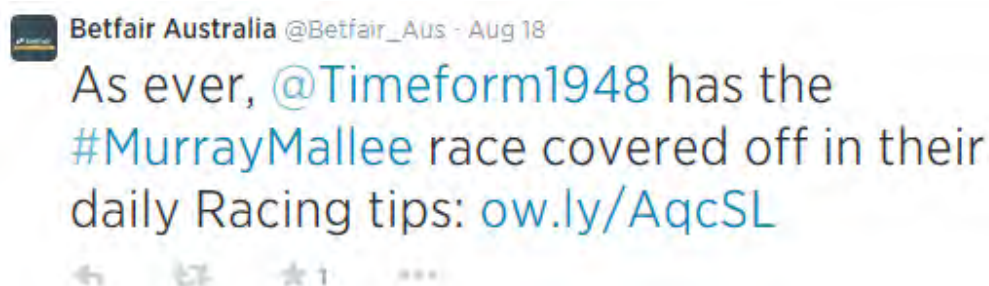 Betfair Australia @Betfair_Aus · Aug 18
As ever, @Timeform1948 has the
#MurrayMallee race covered off in their
daily Racing tips: ow.ly/AqcSL
1